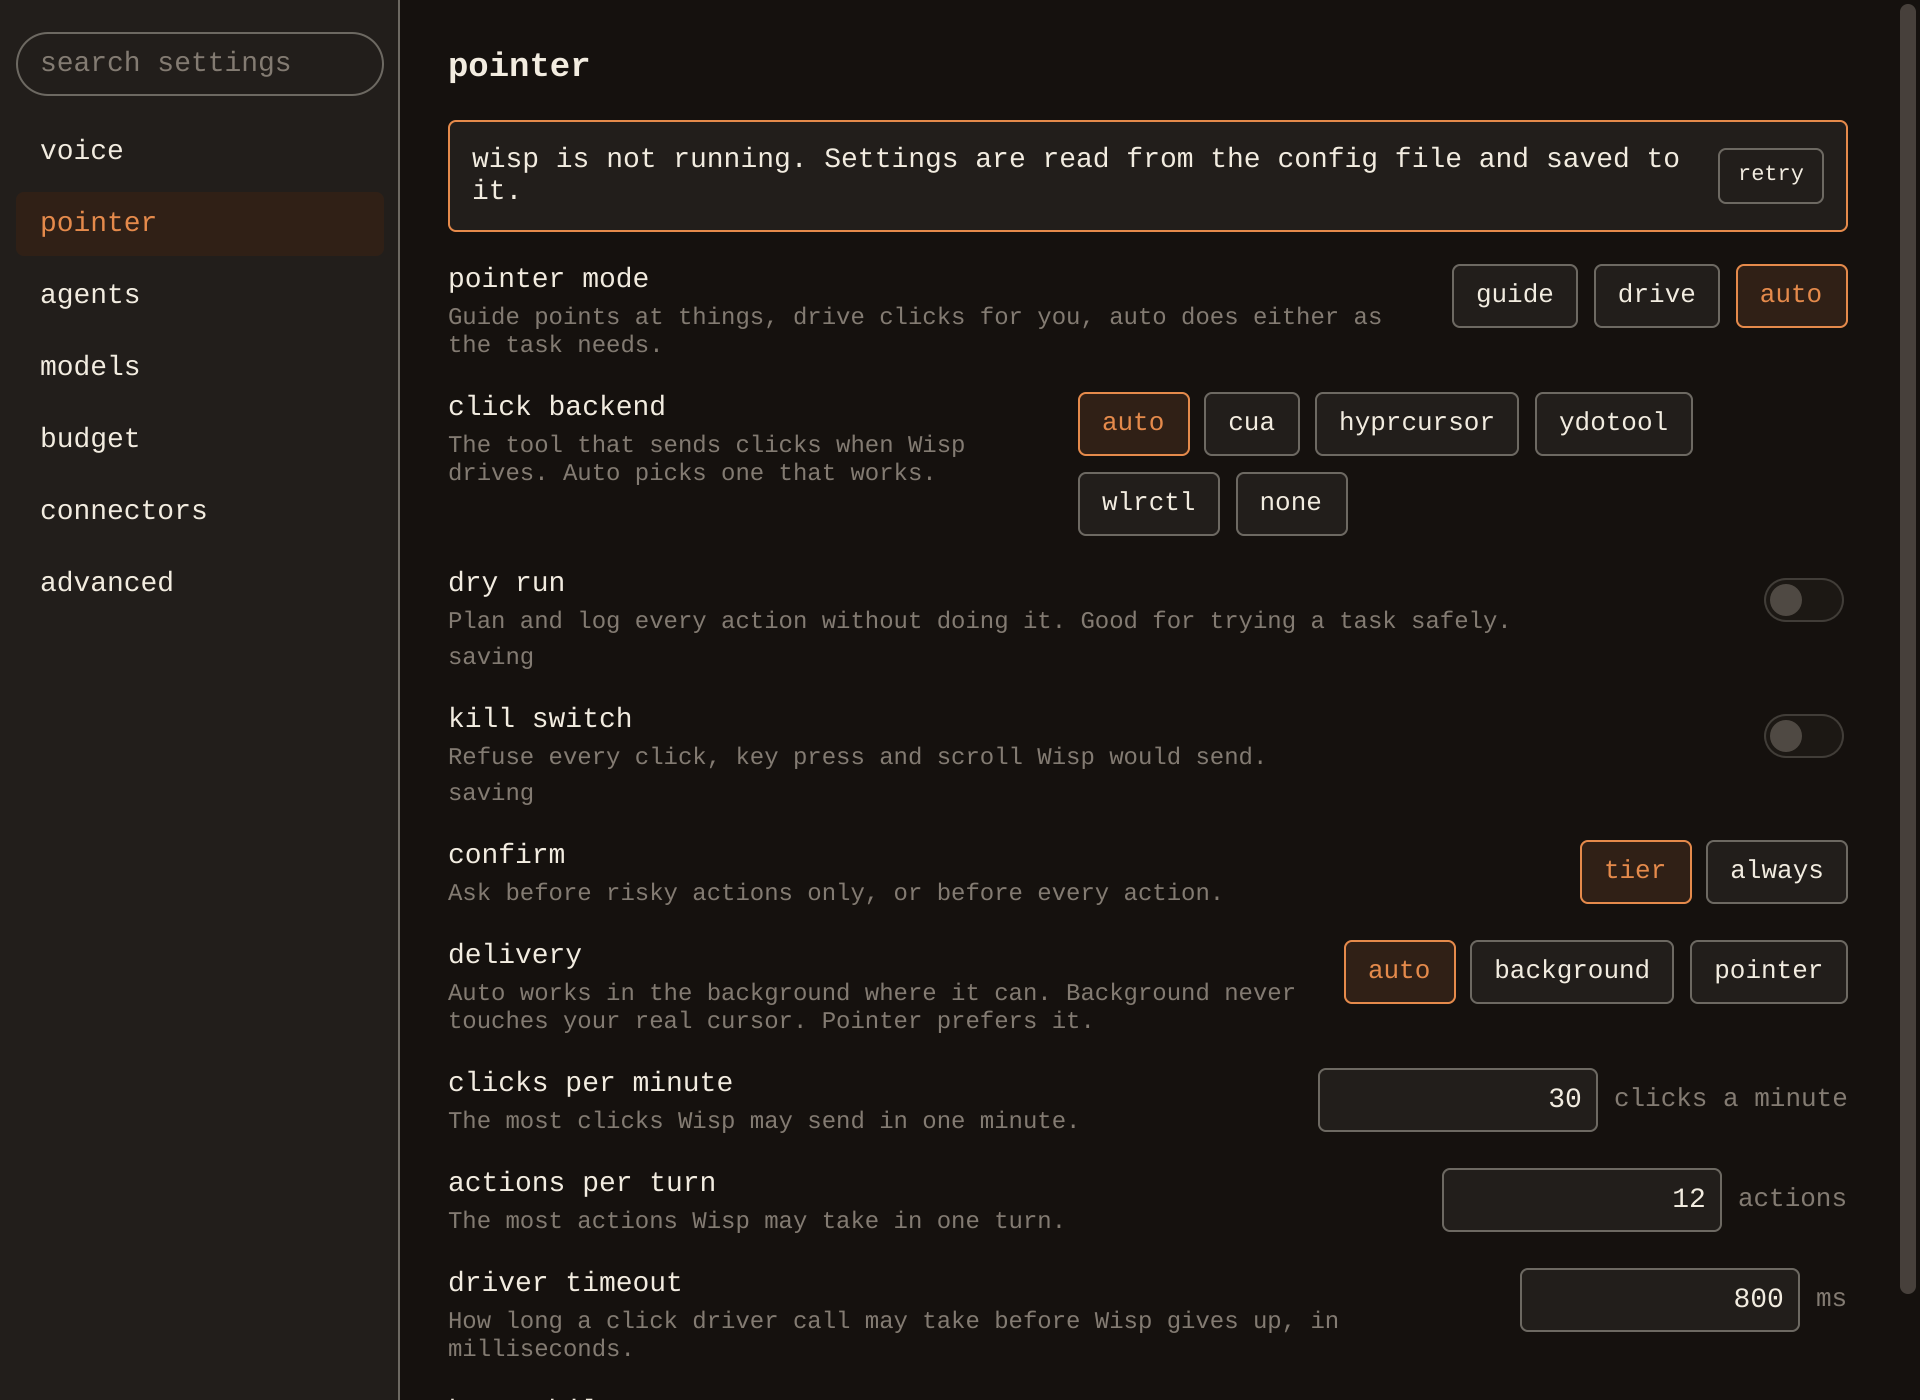 search settings
voice
pointer
agents
models
budget
connectors
advanced
pointer
wisp is not running. Settings are read from the config file and saved to
it.
retry
pointer mode
Guide points at things, drive clicks for you, auto does either as
the task needs.
guide
drive
auto
click backend
The tool that sends clicks when Wisp
drives. Auto picks one that works.
auto
cua
hyprcursor
ydotool
wlrctl
none
dry run
Plan and log every action without doing it. Good for trying a task safely.
saving
kill switch
Refuse every click, key press and scroll Wisp would send.
saving
confirm
Ask before risky actions only, or before every action.
tier
always
delivery
Auto works in the background where it can. Background never
touches your real cursor. Pointer prefers it.
auto
background
pointer
clicks per minute
The most clicks Wisp may send in one minute.
30 clicks a minute
actions per turn
The most actions Wisp may take in one turn.
12 actions
driver timeout
How long a click driver call may take before Wisp gives up, in
milliseconds.
800 ms